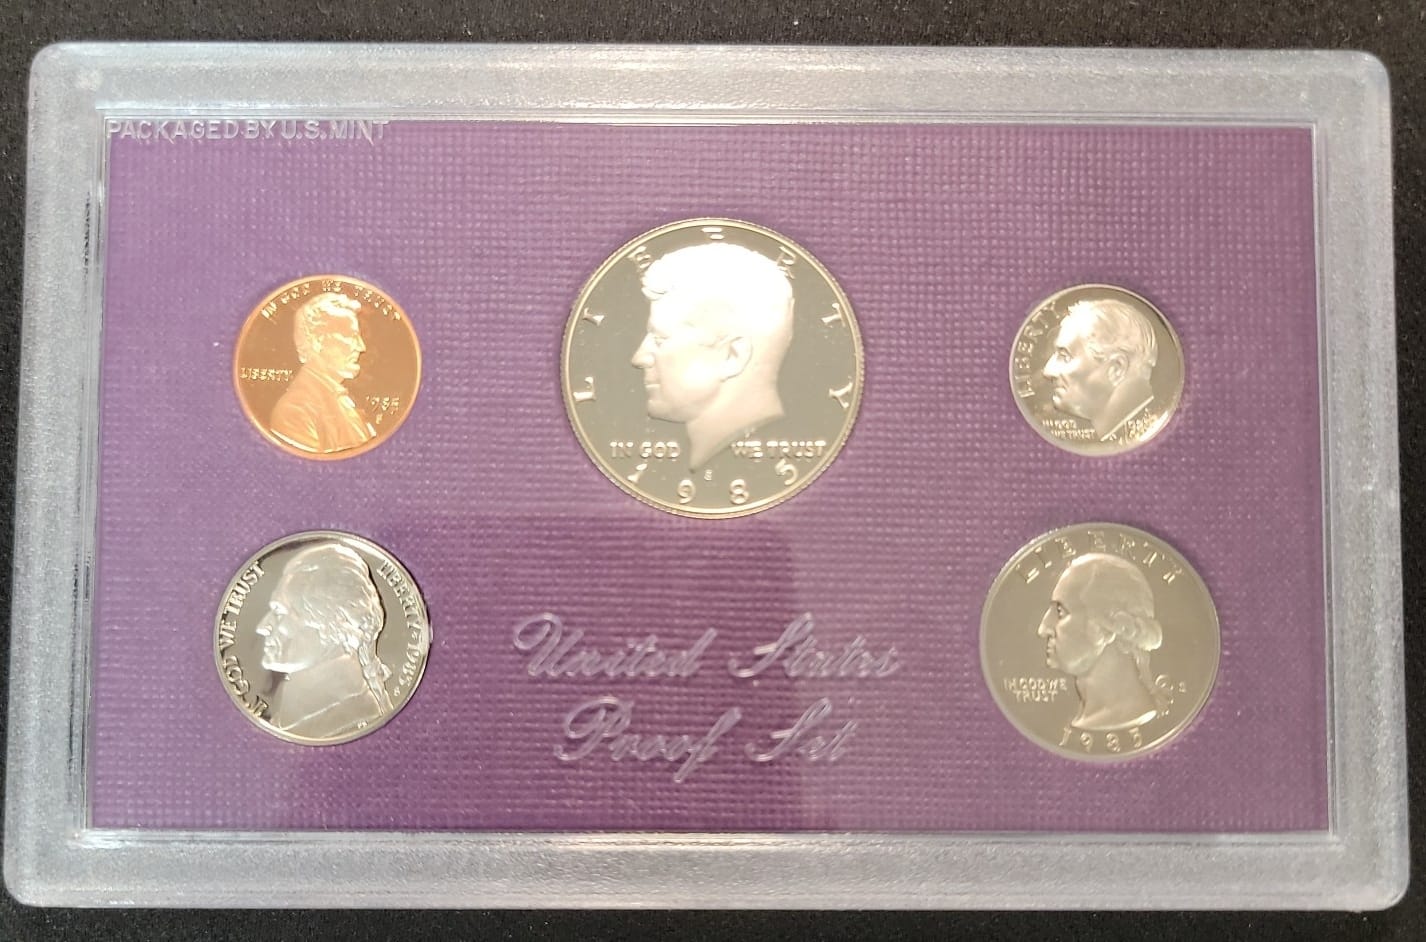 PACKAGED BY U.S. MINT
IN GOD WE TRUST
LIBERTY
1985
S
LIBERTY
IN GOD WE TRUST
S
1985
LIBERTY
IN GOD
WE TRUST
IN GOD WE TRUST
LIBERTY 1985
S
United States
Proof Set
LIBERTY
IN GOD WE
TRUST
S
1985